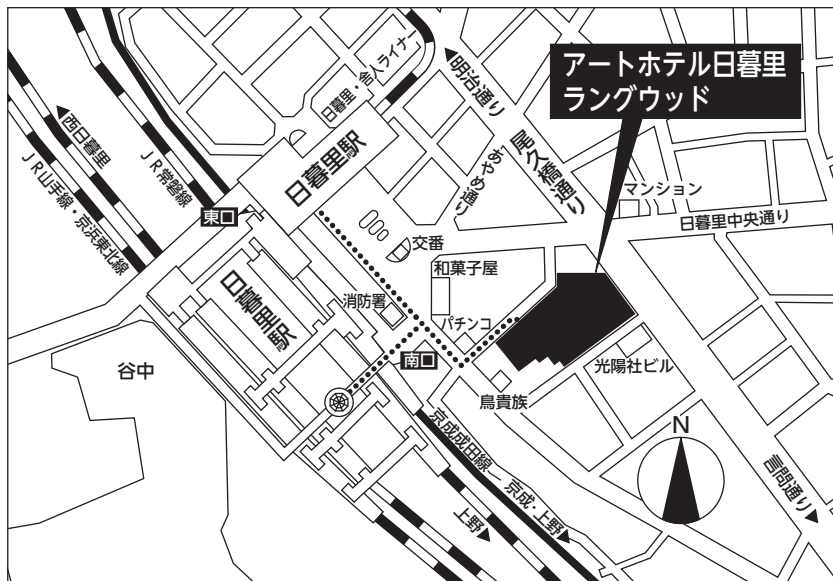 アートホテル日暮里
ラングウッド
日暮里・舎人ライナー
明治通り
尾久橋通り
西日暮里
JR常磐線
JR山手線・京浜東北線
日暮里駅
東口
すやめ通り
マンション
日暮里中央通り
交番
和菓子屋
日暮里駅
消防署
パチンコ
南口
谷中
鳥貴族
光陽社ビル
N
京成成田線
京成・上野
上野
言問通り